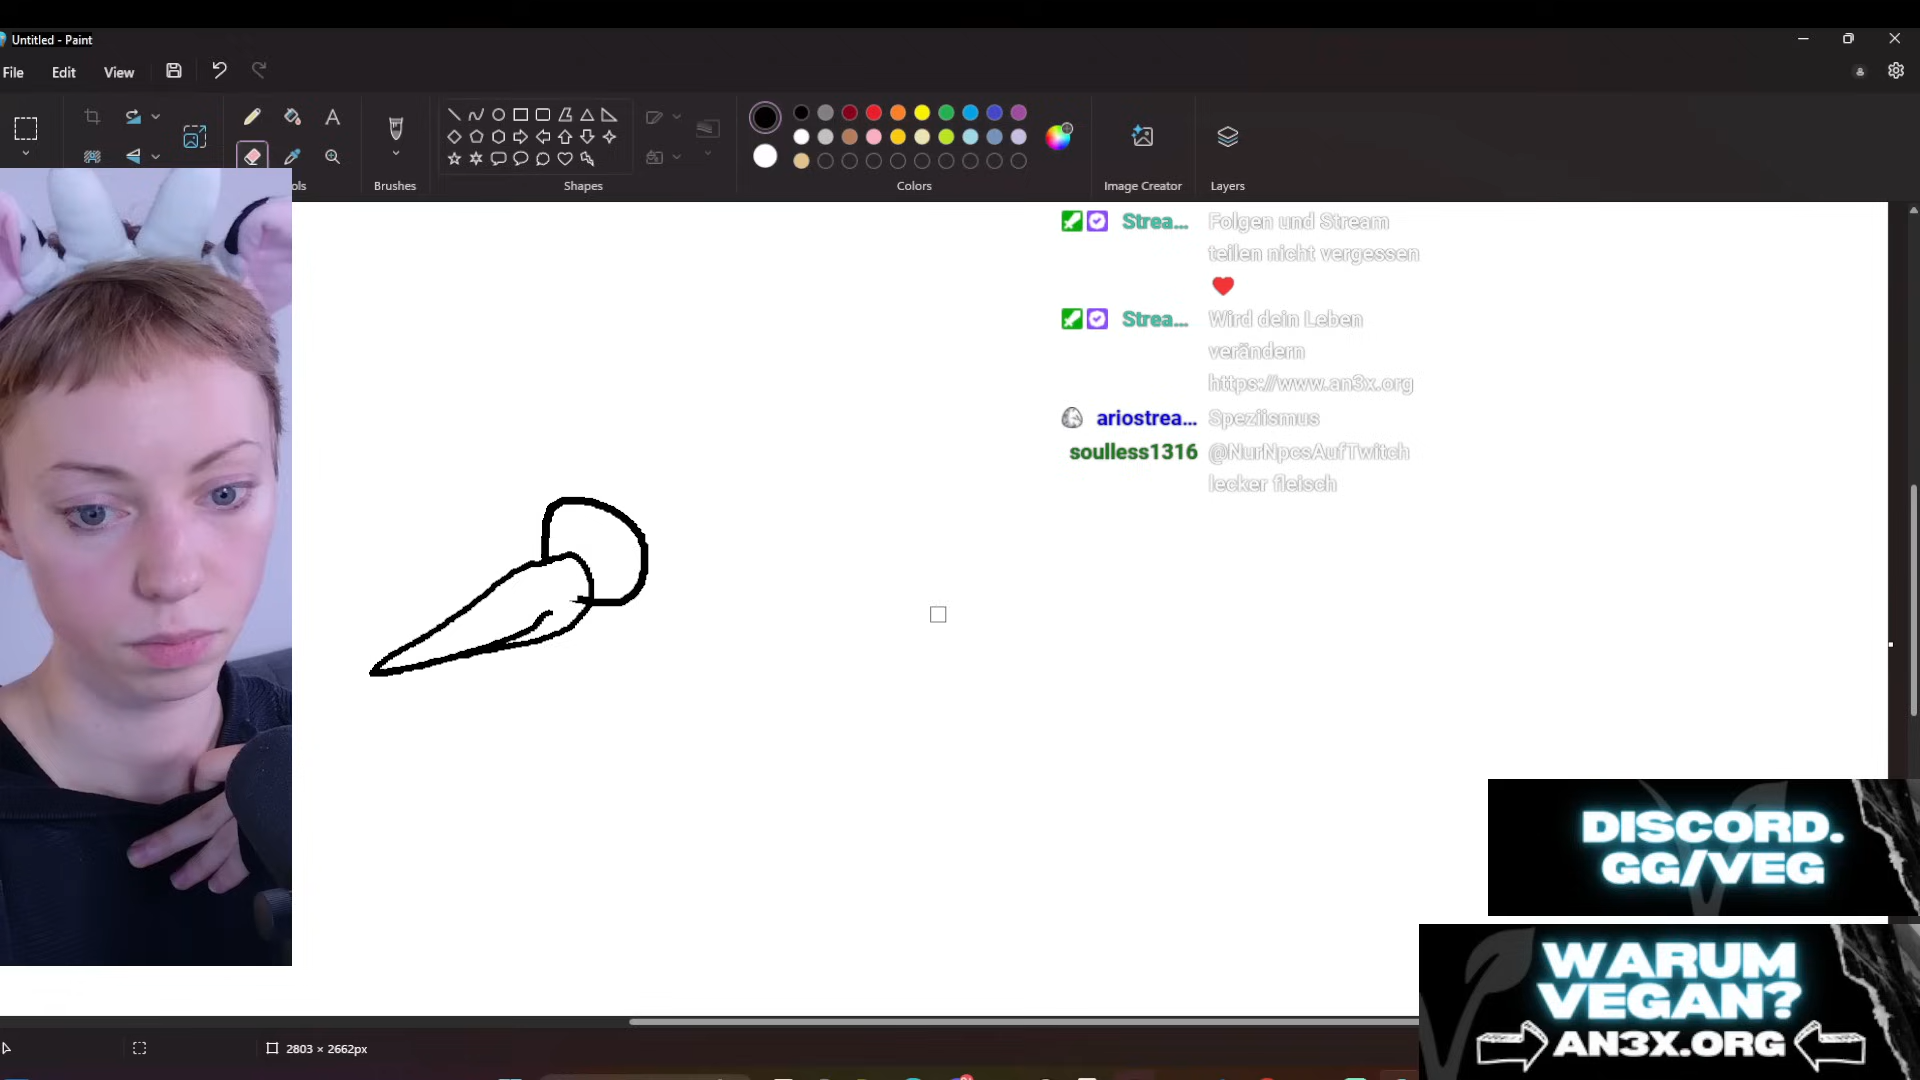 Untitled - Paint
File Edit View
ols
Brushes
Shapes
Colors
Image Creator
Layers
Strea... Folgen und Stream
teilen nicht vergessen
Strea... Wird dein Leben
verändern
https://www.an3x.org
ariostrea... Speziismus
soulless1316 @NurNpcsAufTwitch
lecker fleisch
DISCORD.
GG/VEG
WARUM
VEGAN?
AN3X.ORG
2803 × 2662px